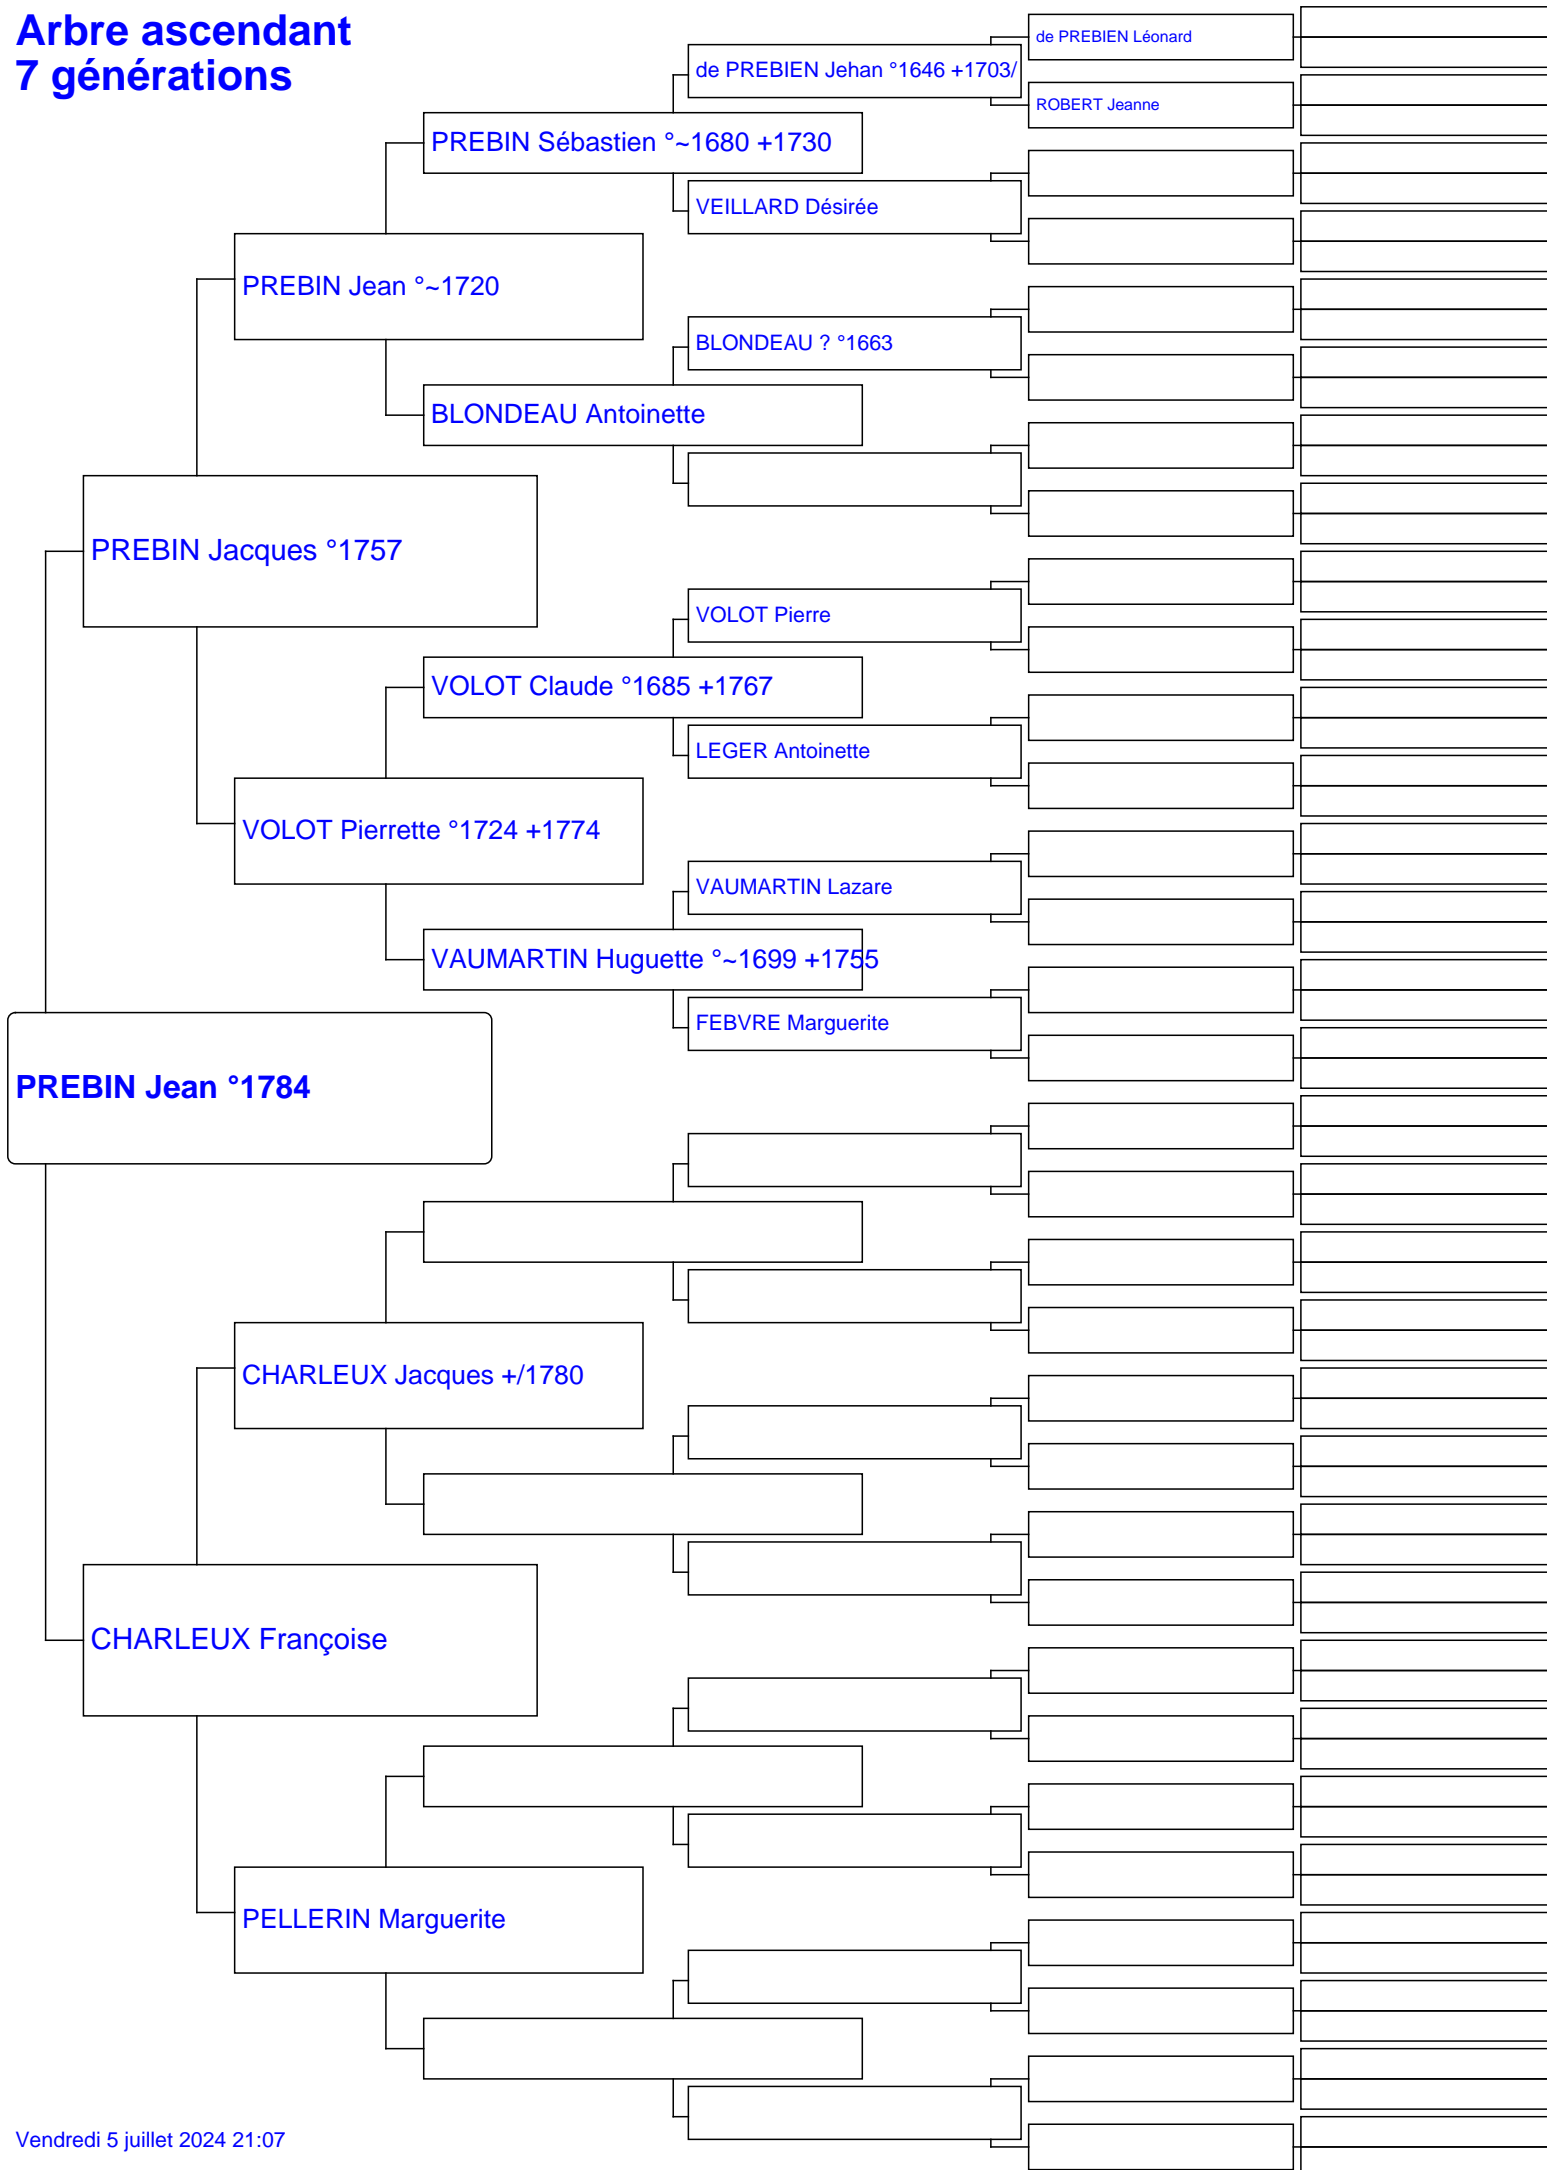 Arbre ascendant
7 générations
de PREBIEN Léonard
de PREBIEN Jehan °1646 +1703/
ROBERT Jeanne
PREBIN Sébastien °~1680 +1730
VEILLARD Désirée
PREBIN Jean °~1720
BLONDEAU ? °1663
BLONDEAU Antoinette
PREBIN Jacques °1757
VOLOT Pierre
VOLOT Claude °1685 +1767
LEGER Antoinette
VOLOT Pierrette °1724 +1774
VAUMARTIN Lazare
VAUMARTIN Huguette °~1699 +1755
FEBVRE Marguerite
PREBIN Jean °1784
CHARLEUX Jacques +/1780
CHARLEUX Françoise
PELLERIN Marguerite
Vendredi 5 juillet 2024 21:07